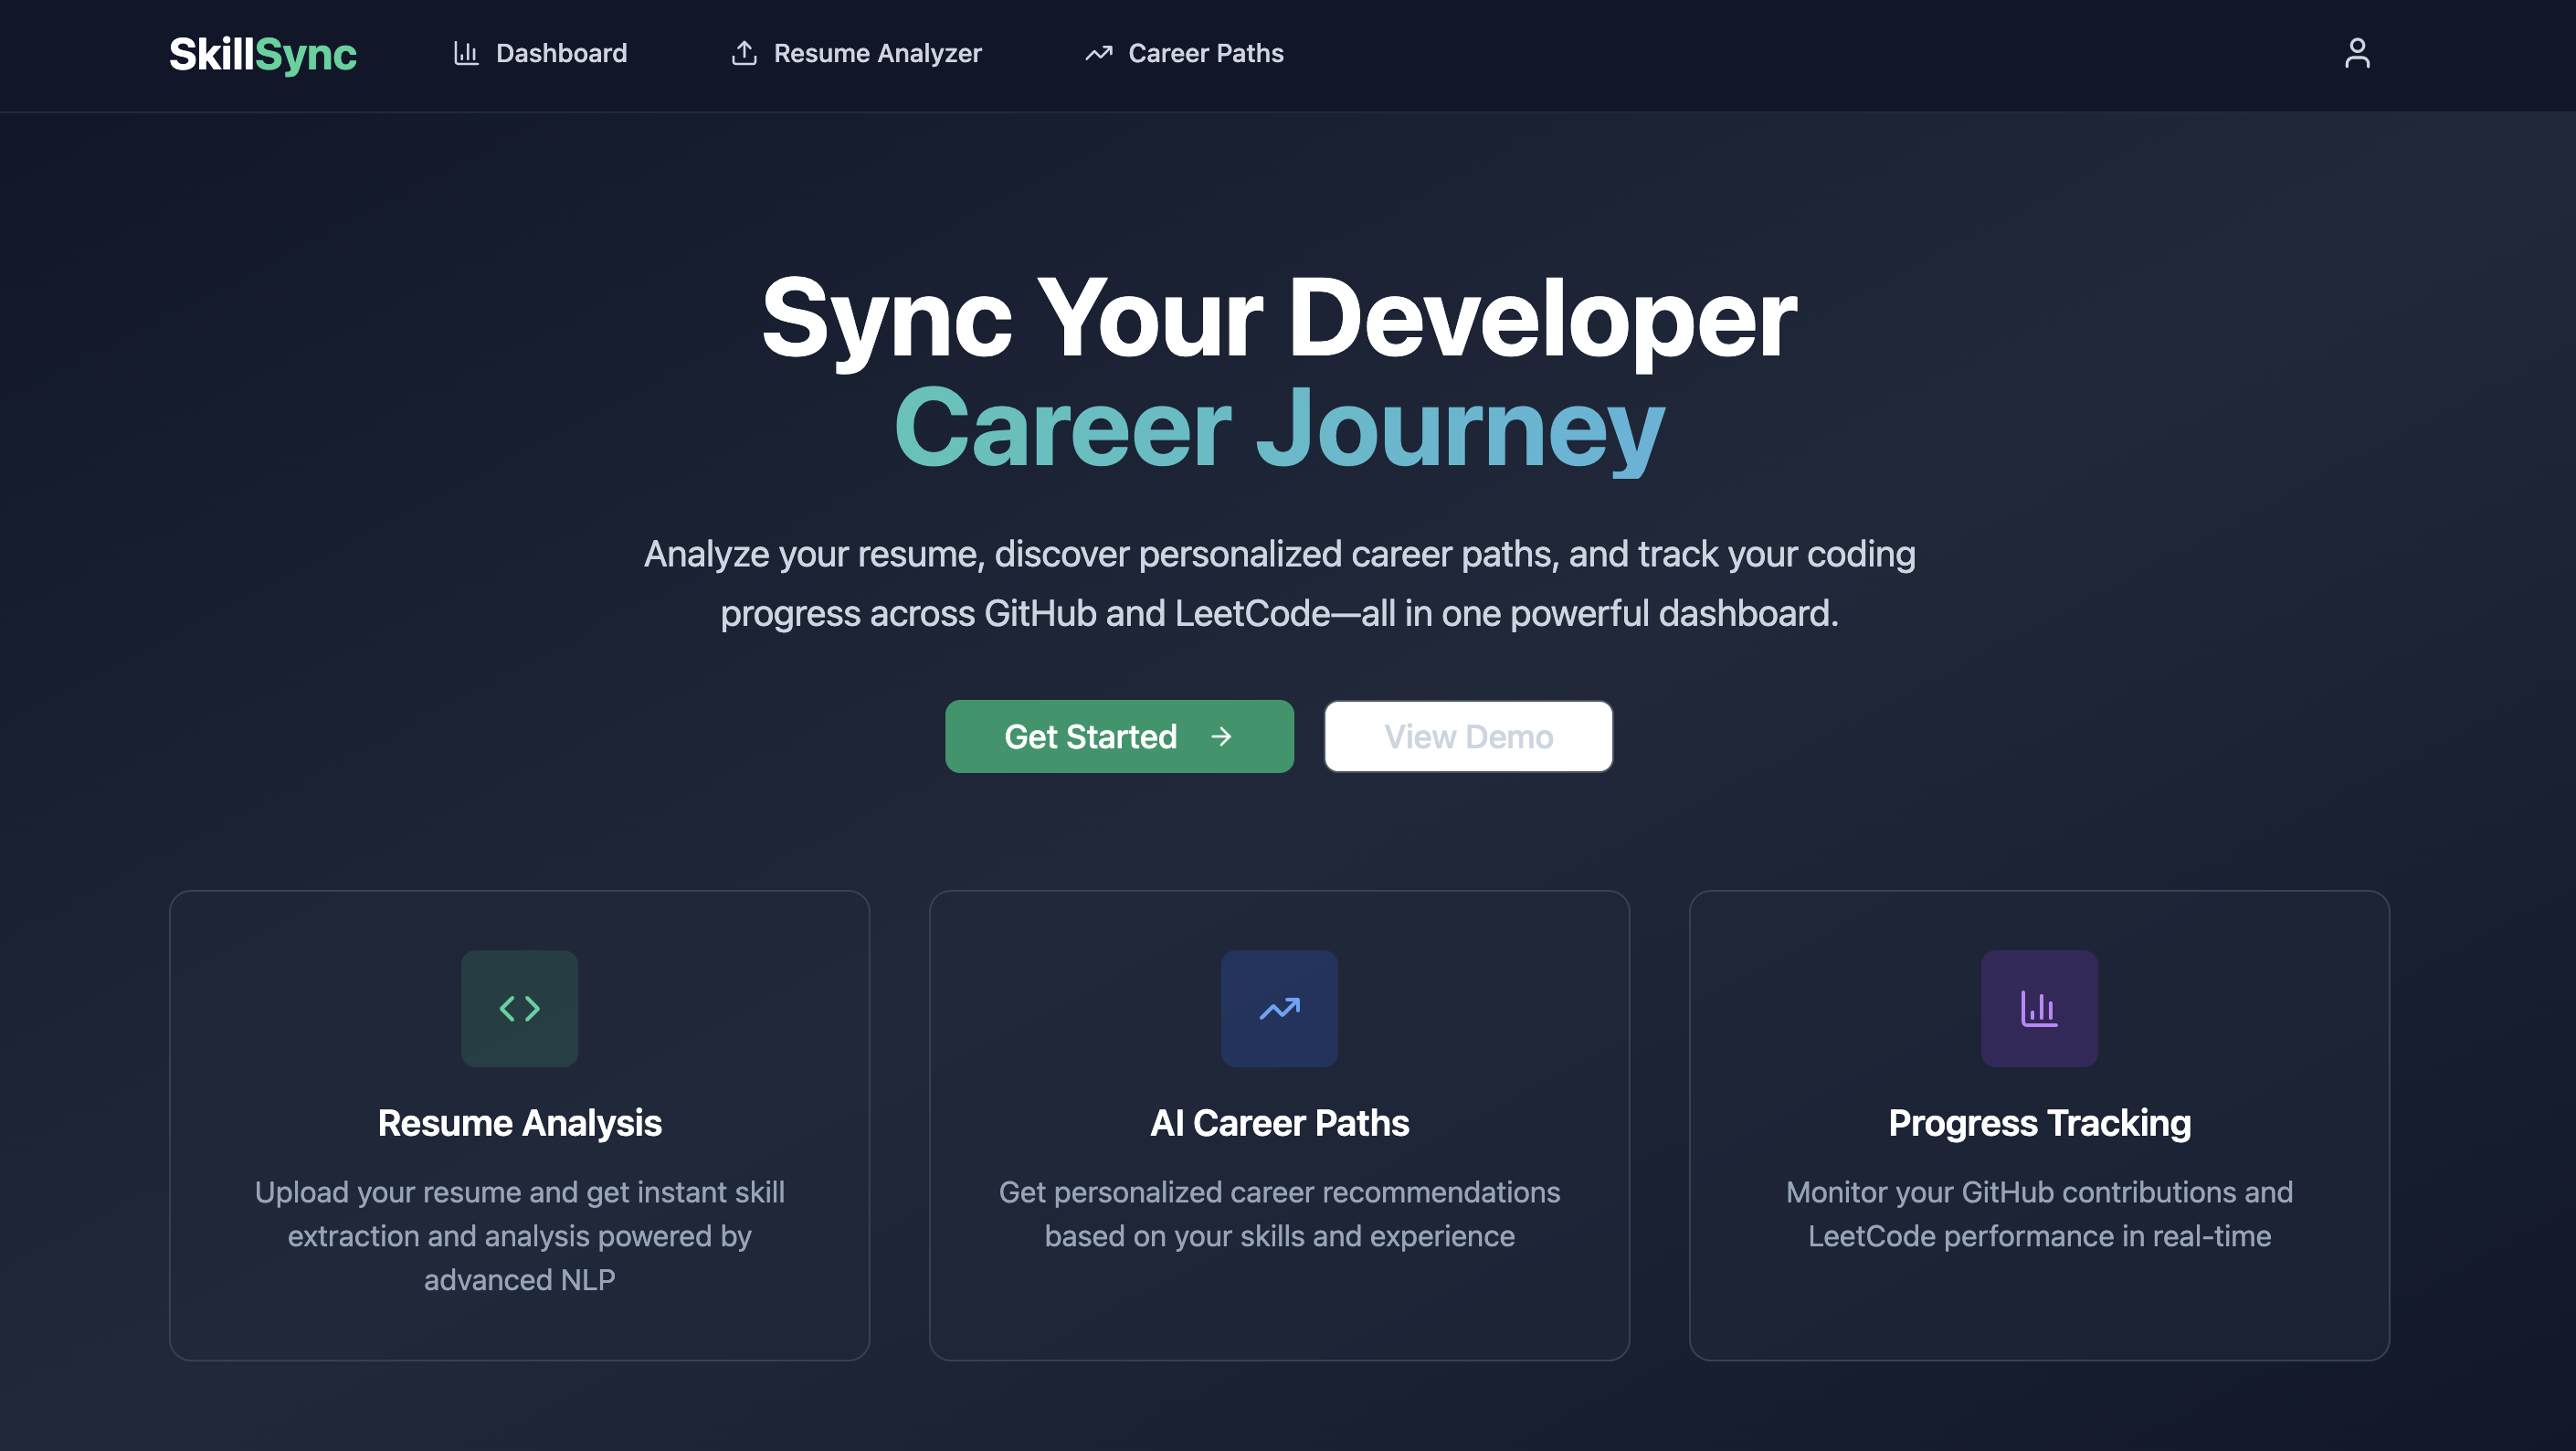 SkillSync
Dashboard
Resume Analyzer
Career Paths
Sync Your Developer
Career Journey
Analyze your resume, discover personalized career paths, and track your coding
progress across GitHub and LeetCode—all in one powerful dashboard.
Get Started
View Demo
Resume Analysis
Upload your resume and get instant skill
extraction and analysis powered by
advanced NLP
AI Career Paths
Get personalized career recommendations
based on your skills and experience
Progress Tracking
Monitor your GitHub contributions and
LeetCode performance in real-time